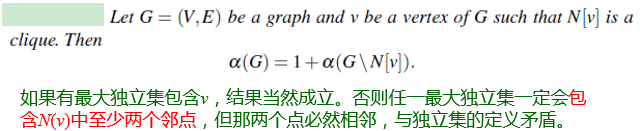 Let G = (V,E) be a graph and v be a vertex of G such that N[v] is a
clique. Then
α(G) = 1+α(G\N[v]).
如果有最大独立集包含v，结果当然成立。否则任一最大独立集一定会包
含N(v)中至少两个邻点，但那两个点必然相邻，与独立集的定义矛盾。